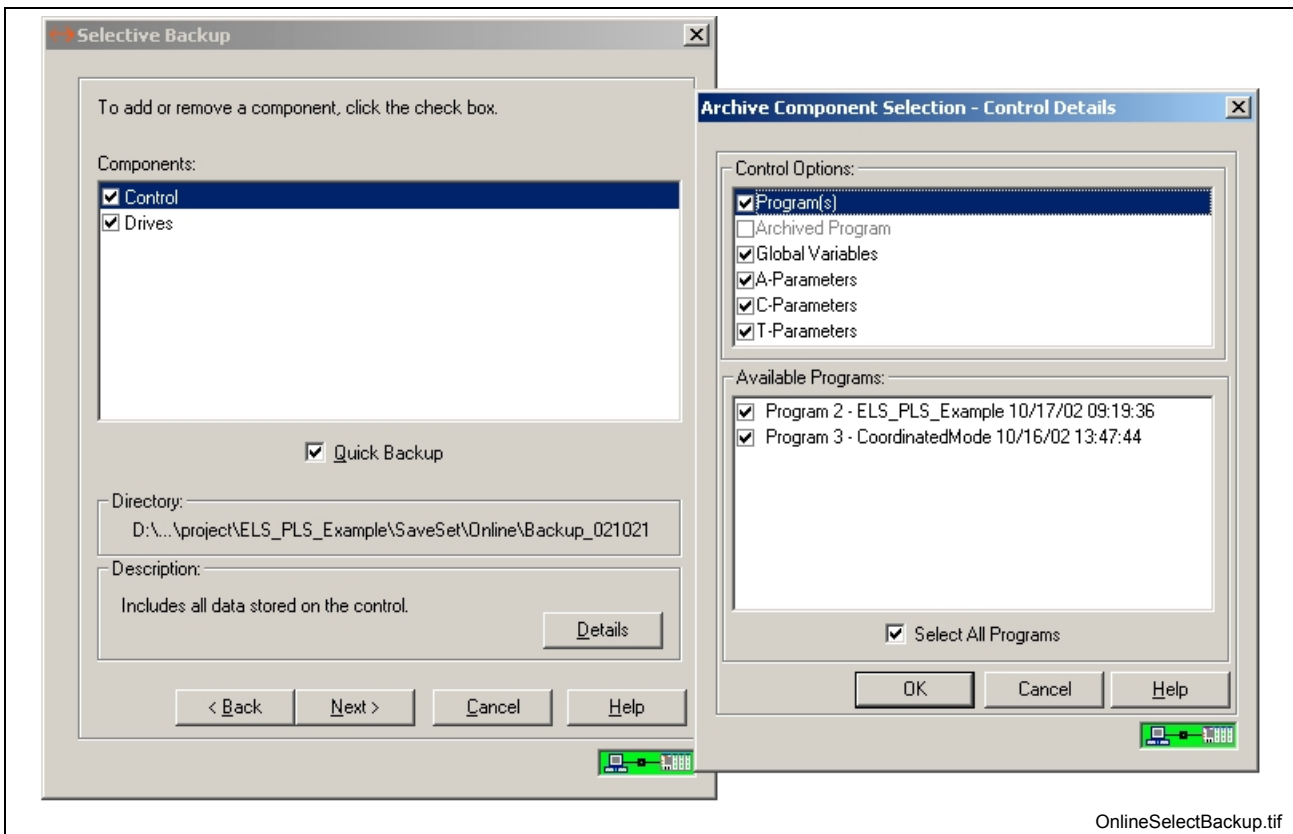 Selective Backup
To add or remove a component, click the check box.
Components:
Control
Drives
Quick Backup
Directory:
D:\...\project\ELS_PLS_Example\SaveSet\Online\Backup_021021
Description:
Includes all data stored on the control.
Details
< Back
Next >
Cancel
Help
Archive Component Selection - Control Details
Control Options:
Program(s)
Archived Program
Global Variables
A-Parameters
C-Parameters
T-Parameters
Available Programs:
Program 2 - ELS_PLS_Example 10/17/02 09:19:36
Program 3 - CoordinatedMode 10/16/02 13:47:44
Select All Programs
OK
Cancel
Help
OnlineSelectBackup.tif